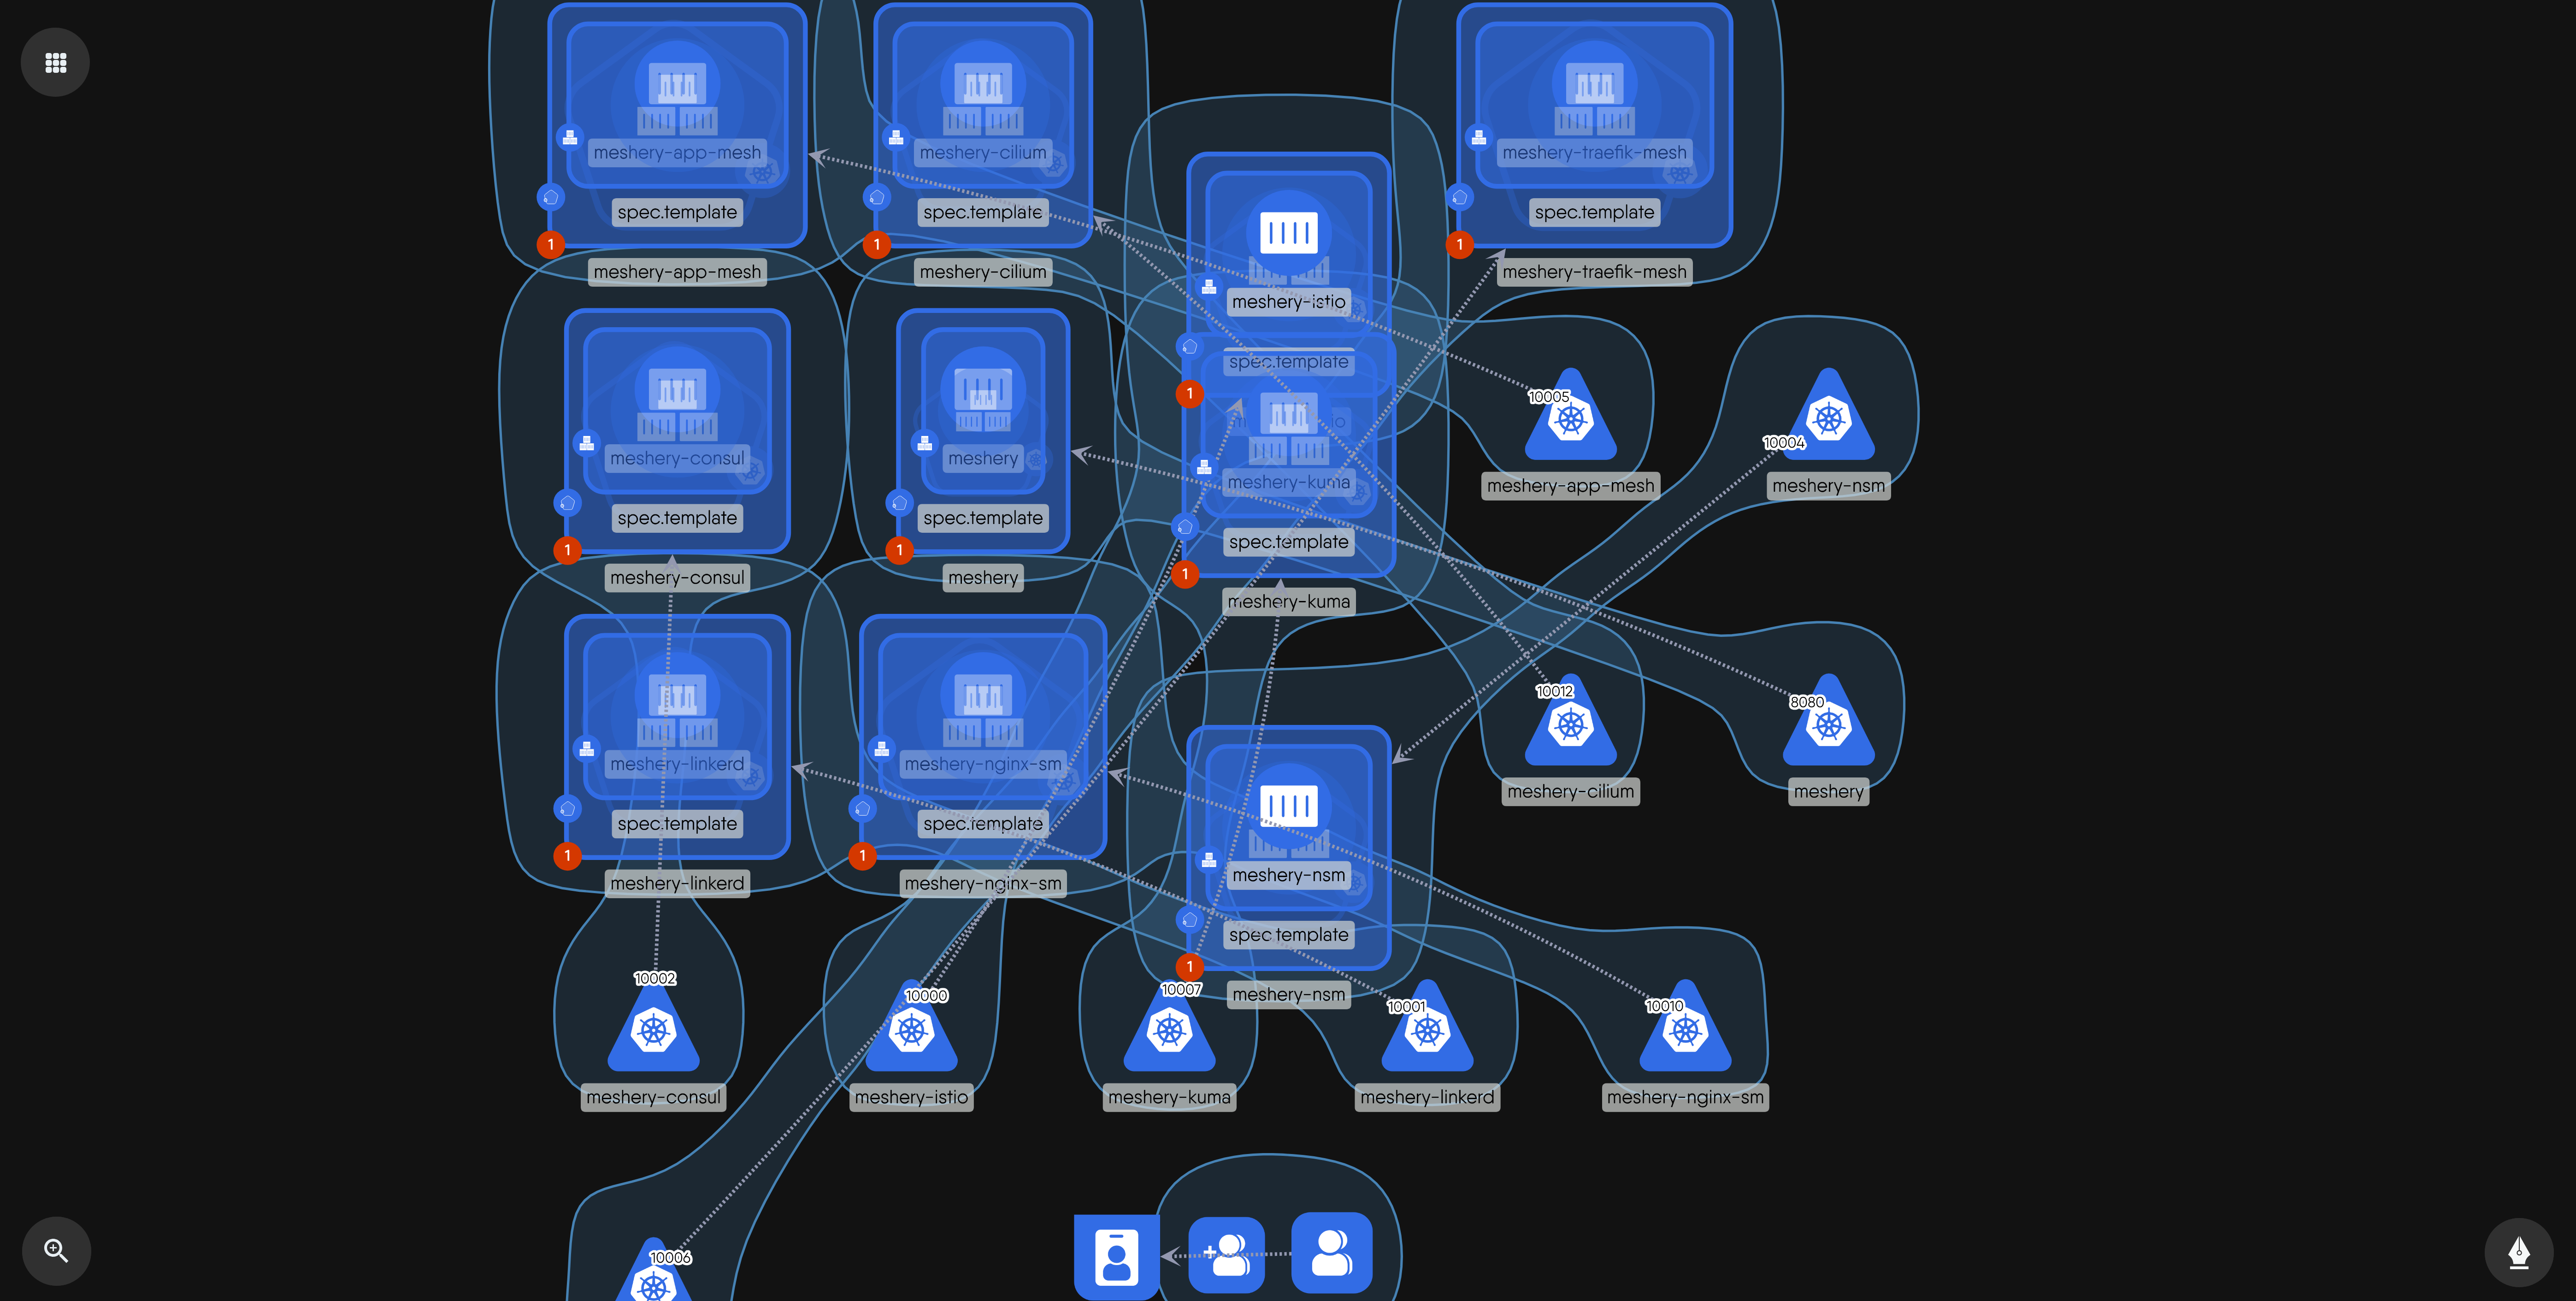 meshery-app-mesh
spec.template
1
meshery-app-mesh
meshery-cilium
spec.template
1
meshery-cilium
meshery-traefik-mesh
spec.template
1
meshery-traefik-mesh
meshery-istio
spec.template
1
meshery-consul
spec.template
1
meshery-consul
meshery
spec.template
1
meshery
meshery-kuma
spec.template
1
meshery-kuma
10005
meshery-app-mesh
10004
meshery-nsm
meshery-linkerd
spec.template
1
meshery-linkerd
meshery-nginx-sm
spec.template
1
meshery-nginx-sm
meshery-nsm
spec.template
1
meshery-nsm
10012
meshery-cilium
8080
meshery
10002
meshery-consul
10000
meshery-istio
10007
meshery-kuma
10001
meshery-linkerd
10010
meshery-nginx-sm
10006